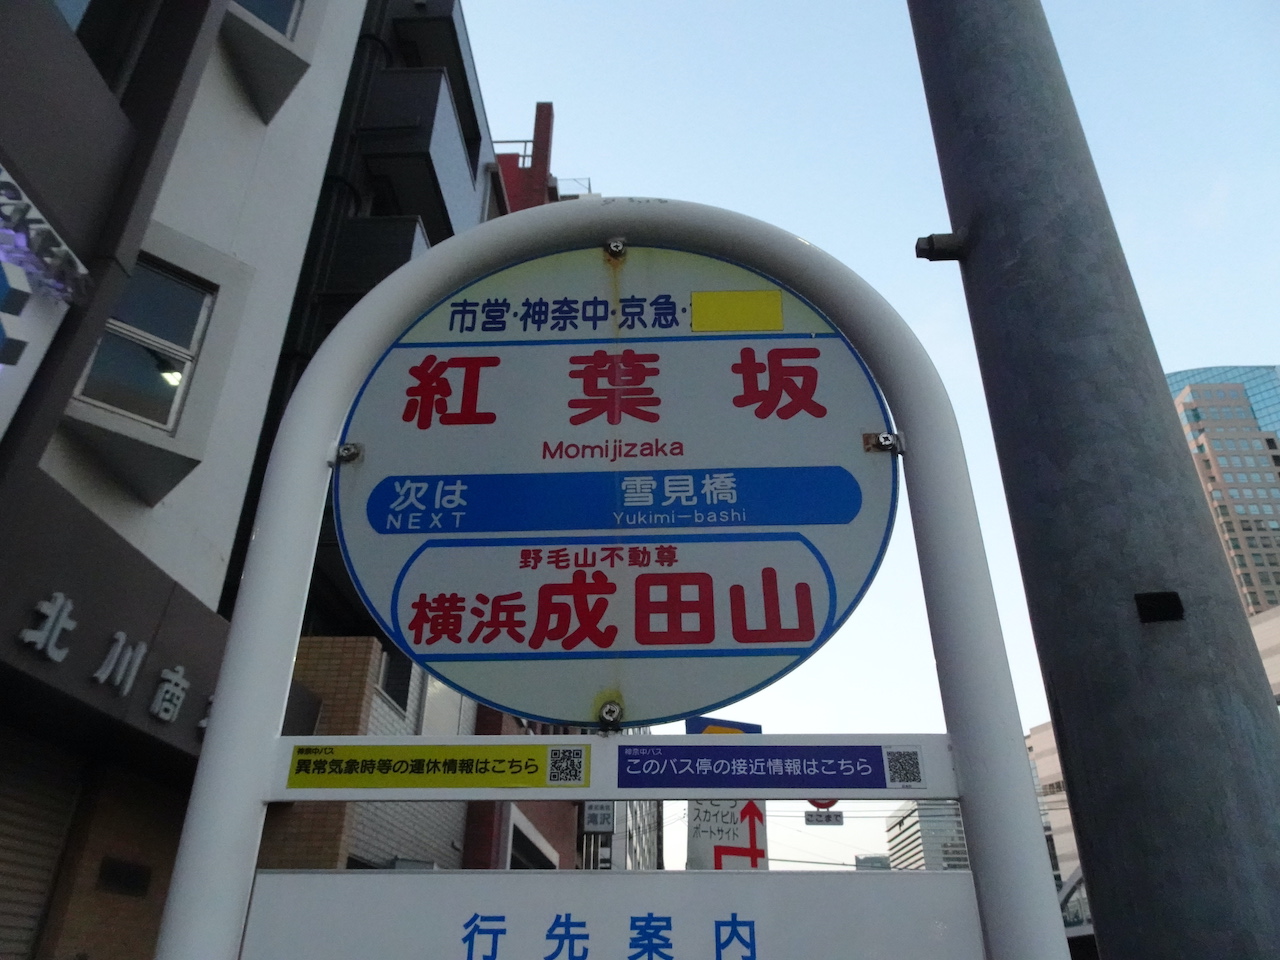 市営・神奈中・京急・
紅葉坂
Momijizaka
次は 雪見橋
NEXT Yukimi-bashi
野毛山不動尊
横浜成田山
神奈中バス
異常気象時等の運休情報はこちら
神奈中バス
このバス停の接近情報はこちら
北川商
滝沢
スカイビル
ポートサイド
ここまで
行先案内